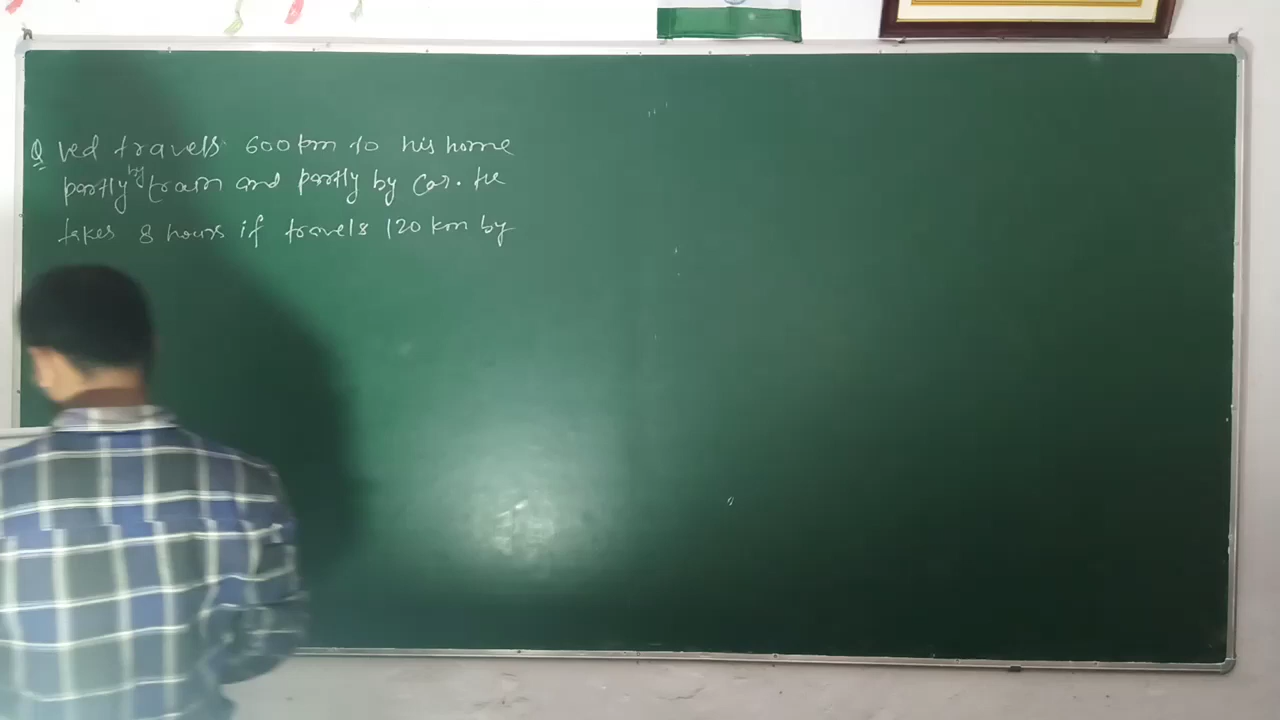 Q Ved travels 600 km to his home
partly by train and partly by car. He
takes 8 hours if travels 120 km by